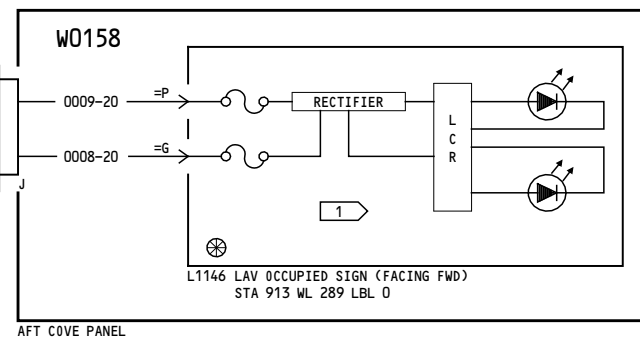 W0158
0009-20 =P
RECTIFIER
L
C
R
0008-20 =G
J
1
L1146 LAV OCCUPIED SIGN (FACING FWD)
STA 913 WL 289 LBL 0
AFT COVE PANEL